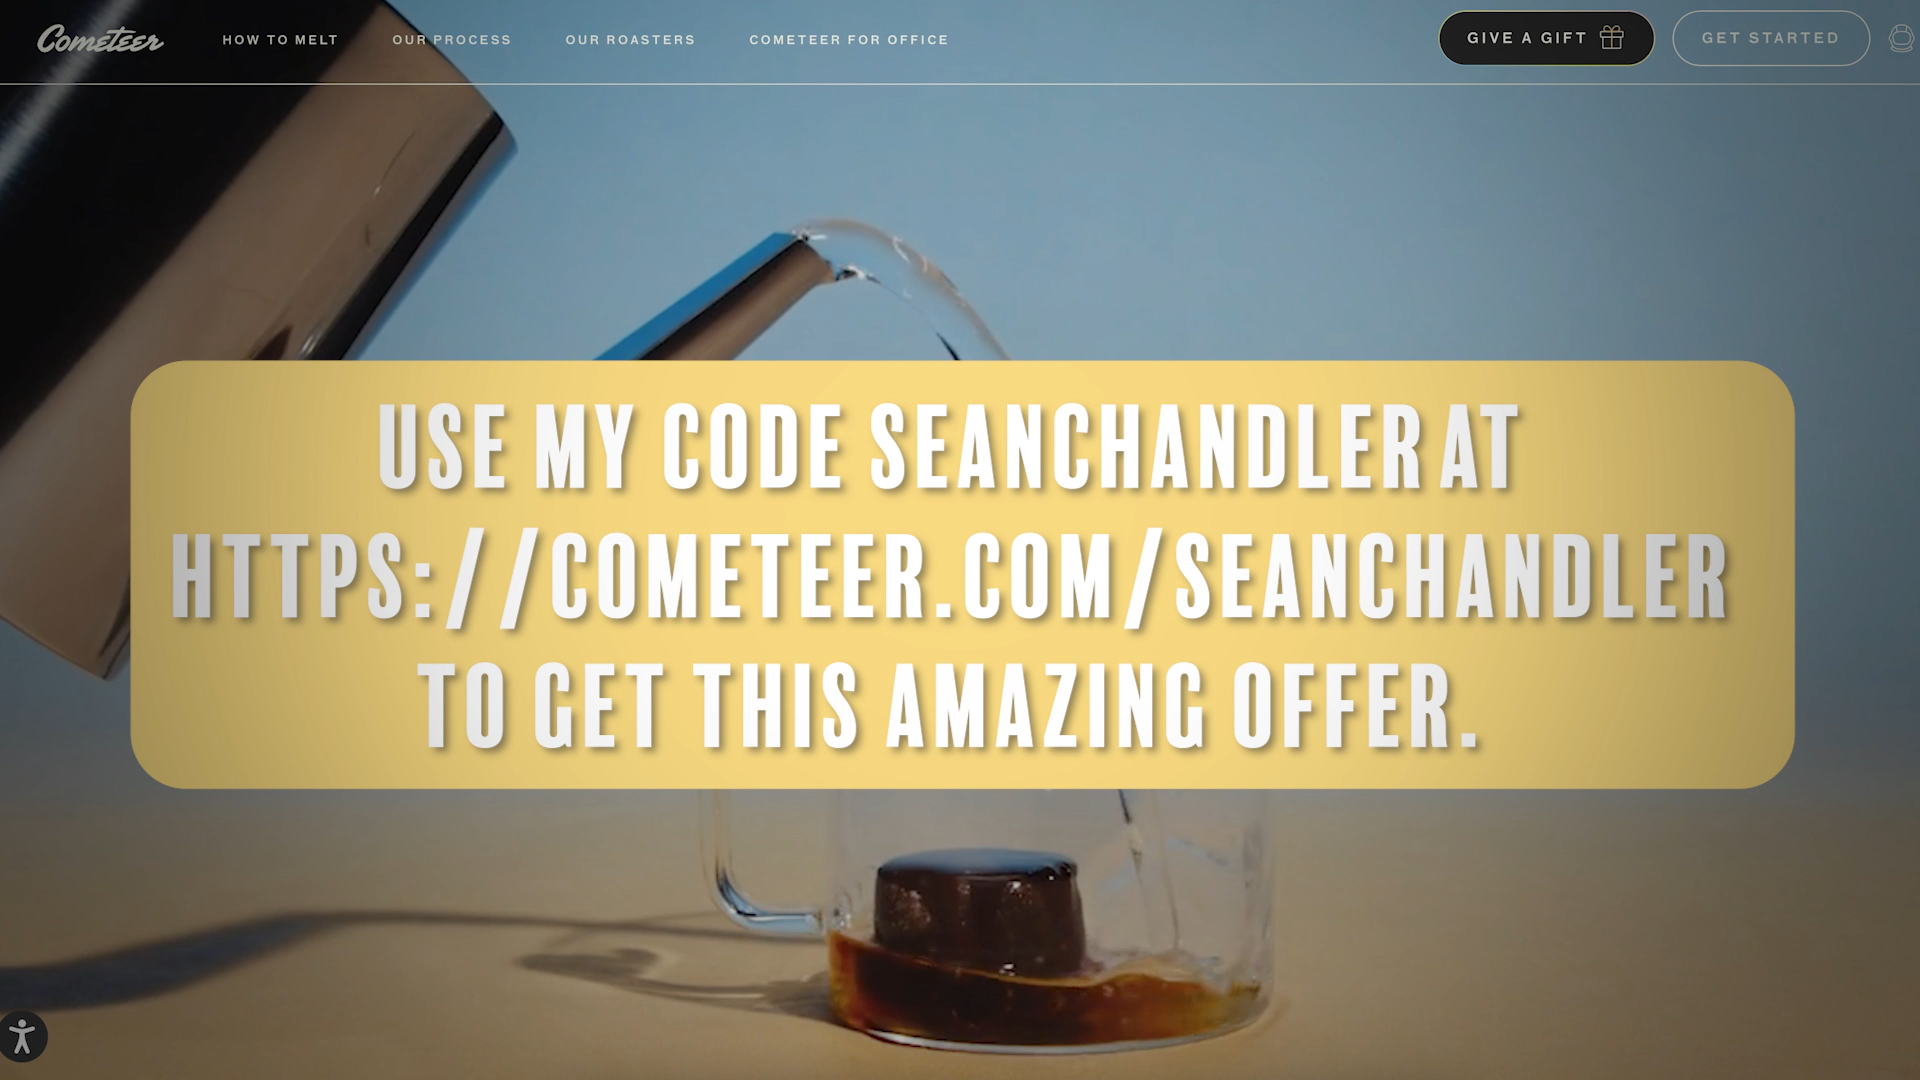 Cometeer
HOW TO MELT
OUR PROCESS
OUR ROASTERS
COMETEER FOR OFFICE
GIVE A GIFT
GET STARTED
USE MY CODE SEANCHANDLER AT
HTTPS://COMETEER.COM/SEANCHANDLER
TO GET THIS AMAZING OFFER.